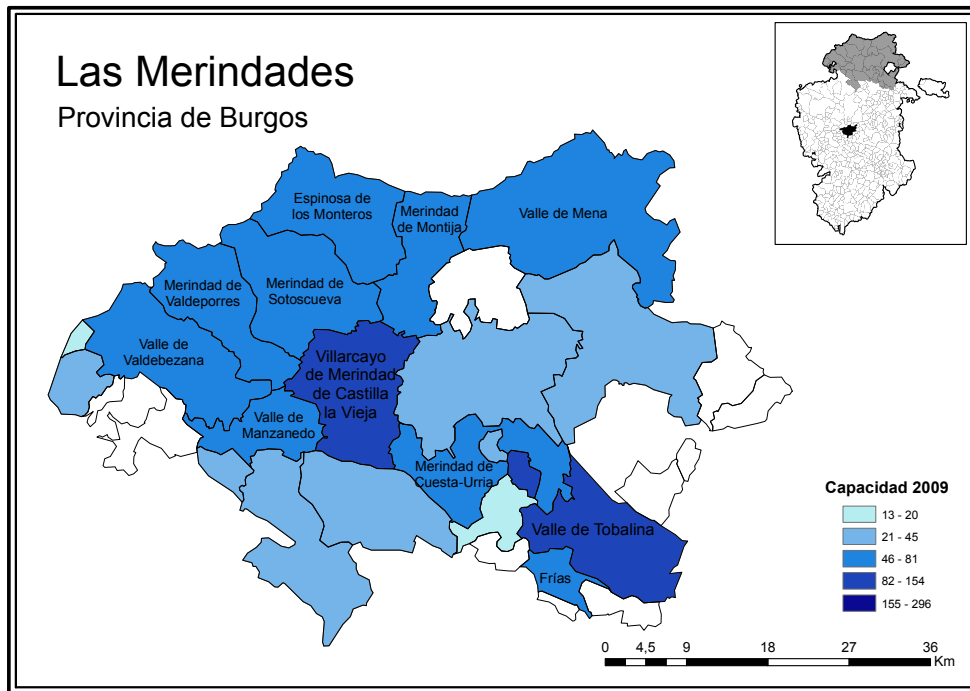 Las Merindades
Provincia de Burgos
Espinosa de
los Monteros
Merindad
de Montija
Valle de Mena
Merindad de
Valdeporres
Merindad de
Sotoscueva
Valle de
Valdebezana
Villarcayo
de Merindad
de Castilla
la Vieja
Valle de
Manzanedo
Merindad de
Cuesta-Urria
Valle de Tobalina
Frías
Capacidad 2009
13 - 20
21 - 45
46 - 81
82 - 154
155 - 296
0 4,5 9 18 27 36
Km